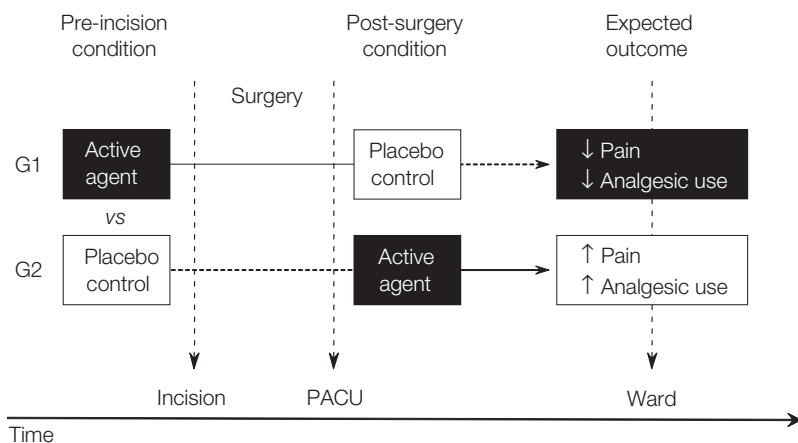 Pre-incision
condition
Post-surgery
condition
Expected
outcome
Surgery
G1
Active
agent
Placebo
control
↓ Pain
↓ Analgesic use
vs
G2
Placebo
control
Active
agent
↑ Pain
↑ Analgesic use
Incision
PACU
Ward
Time